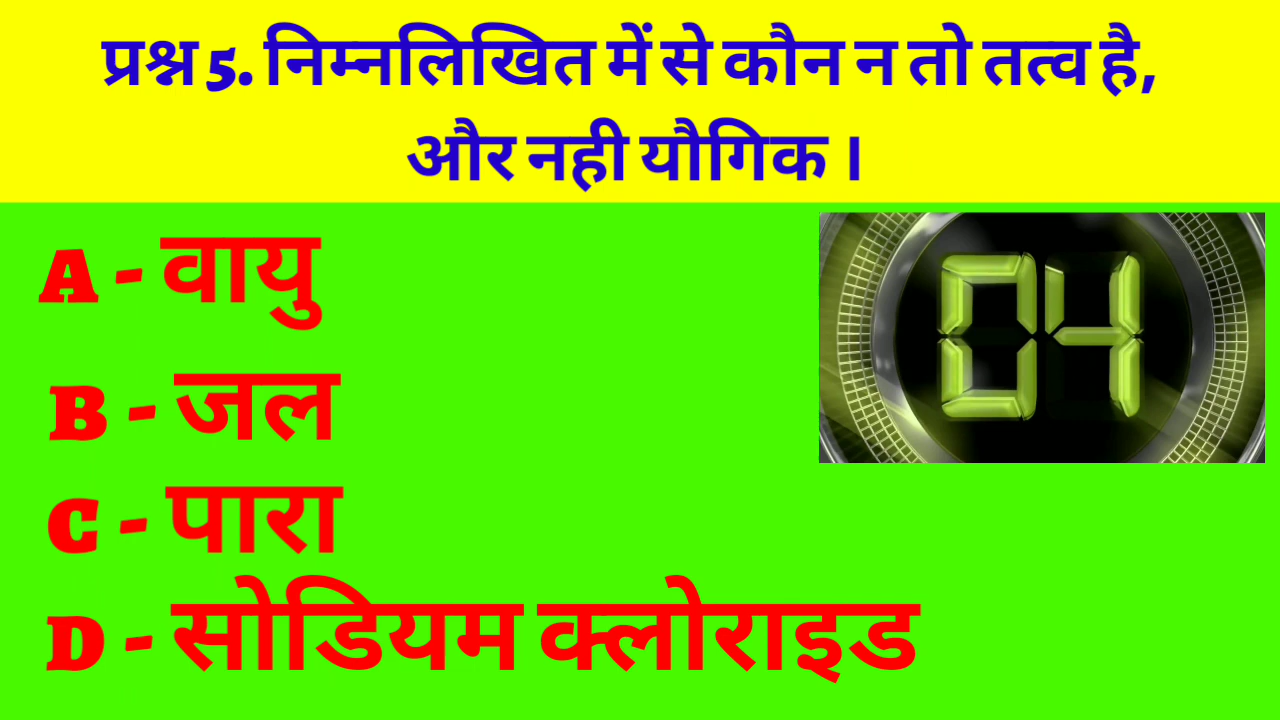 प्रश्न 5. निम्नलिखित में से कौन न तो तत्व है,
और नही यौगिक ।
A - वायु
04
B - जल
C - पारा
D - सोडियम क्लोराइड